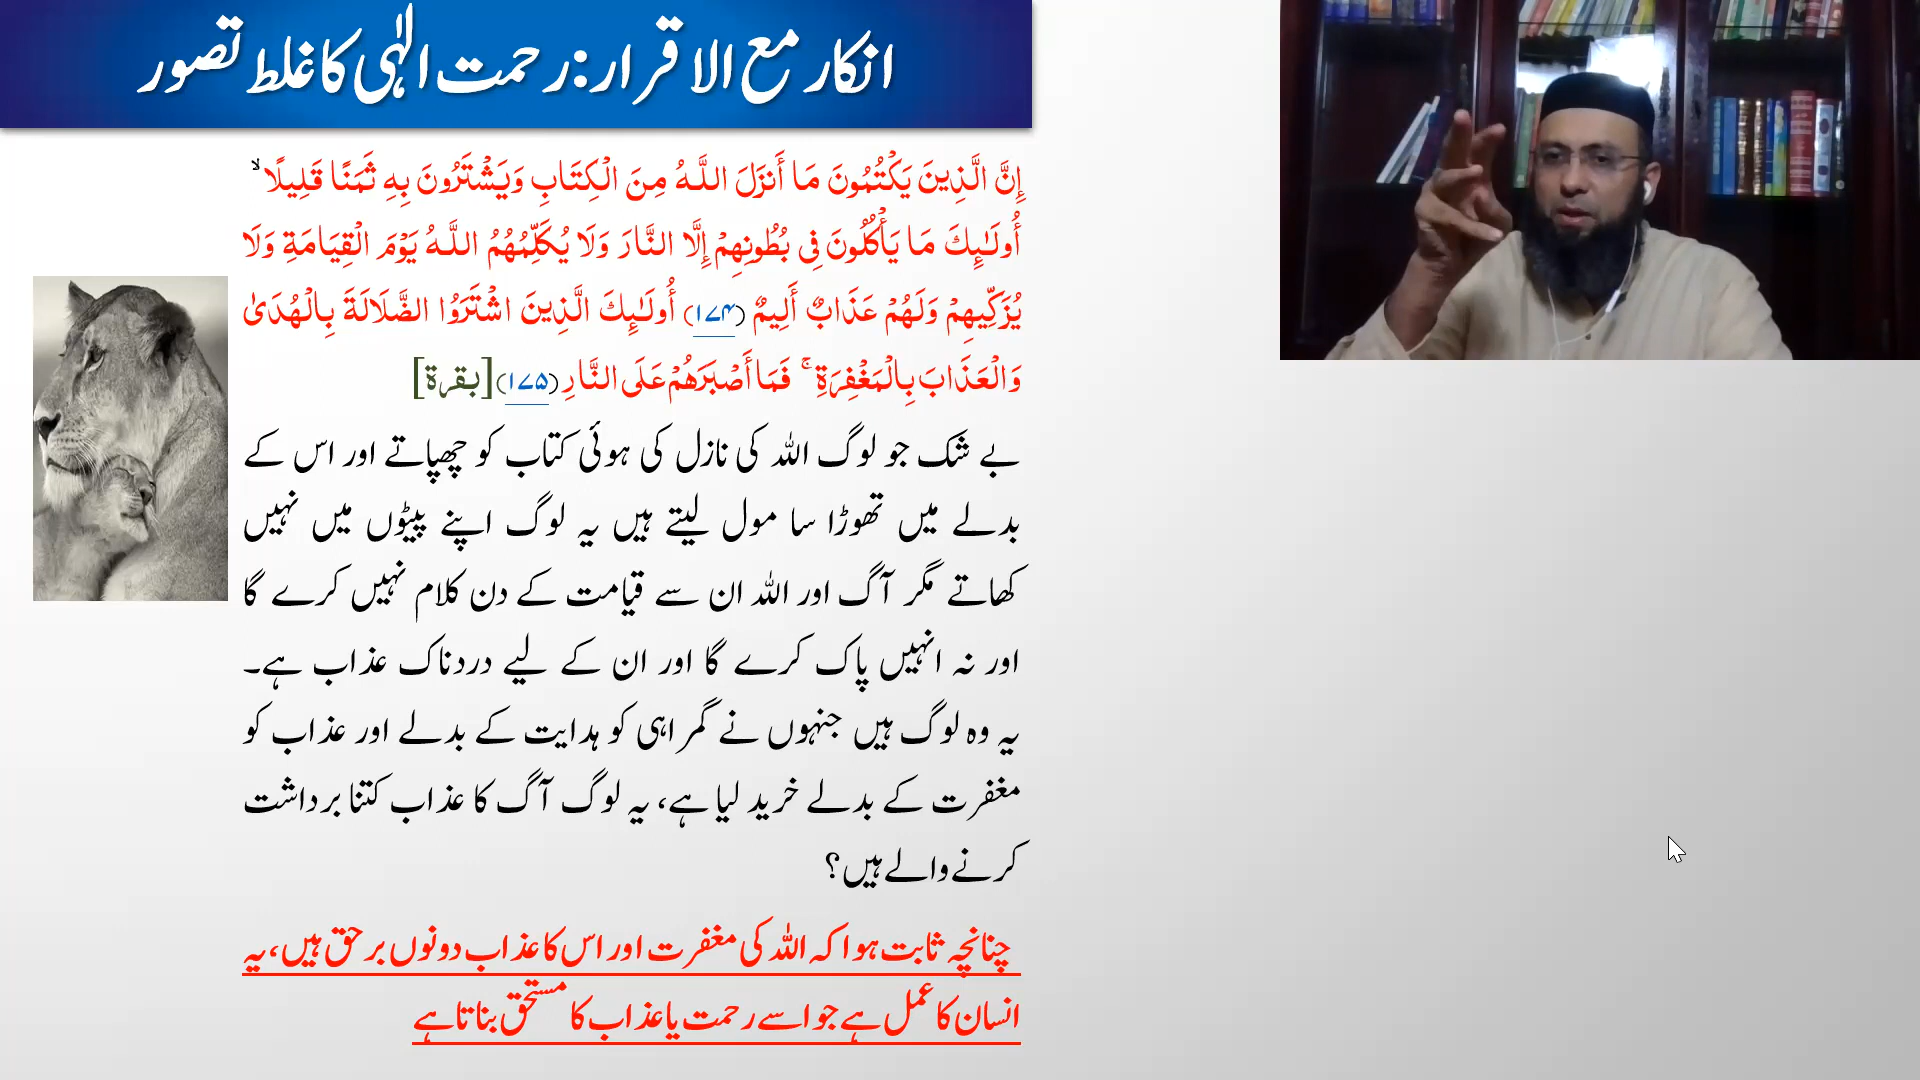 انکار مع الاقرار: رحمت الٰہی کا غلط تصور
إِنَّ الَّذِينَ يَكْتُمُونَ مَا أَنزَلَ اللَّهُ مِنَ الْكِتَابِ وَيَشْتَرُونَ بِهِ ثَمَنًا قَلِيلًا ۙ
أُولَٰئِكَ مَا يَأْكُلُونَ فِي بُطُونِهِمْ إِلَّا النَّارَ وَلَا يُكَلِّمُهُمُ اللَّهُ يَوْمَ الْقِيَامَةِ وَلَا
يُزَكِّيهِمْ وَلَهُمْ عَذَابٌ أَلِيمٌ (۱۷۴) أُولَٰئِكَ الَّذِينَ اشْتَرَوُا الضَّلَالَةَ بِالْهُدَىٰ
وَالْعَذَابَ بِالْمَغْفِرَةِ ۚ فَمَا أَصْبَرَهُمْ عَلَى النَّارِ (۱۷۵) [بقرة]
بے شک جو لوگ اللہ کی نازل کی ہوئی کتاب کو چھپاتے اور اس کے
بدلے میں تھوڑا سا مول لیتے ہیں یہ لوگ اپنے پیٹوں میں نہیں
کھاتے مگر آگ اور اللہ ان سے قیامت کے دن کلام نہیں کرے گا
اور نہ انہیں پاک کرے گا اور ان کے لیے دردناک عذاب ہے۔
یہ وہ لوگ ہیں جنہوں نے گمراہی کو ہدایت کے بدلے اور عذاب کو
مغفرت کے بدلے خرید لیا ہے، یہ لوگ آگ کا عذاب کتنا برداشت
کرنے والے ہیں؟
چنانچہ ثابت ہوا کہ اللہ کی مغفرت اور اس کا عذاب دونوں برحق ہیں، یہ
انسان کا عمل ہے جو اسے رحمت یا عذاب کا مستحق بناتا ہے